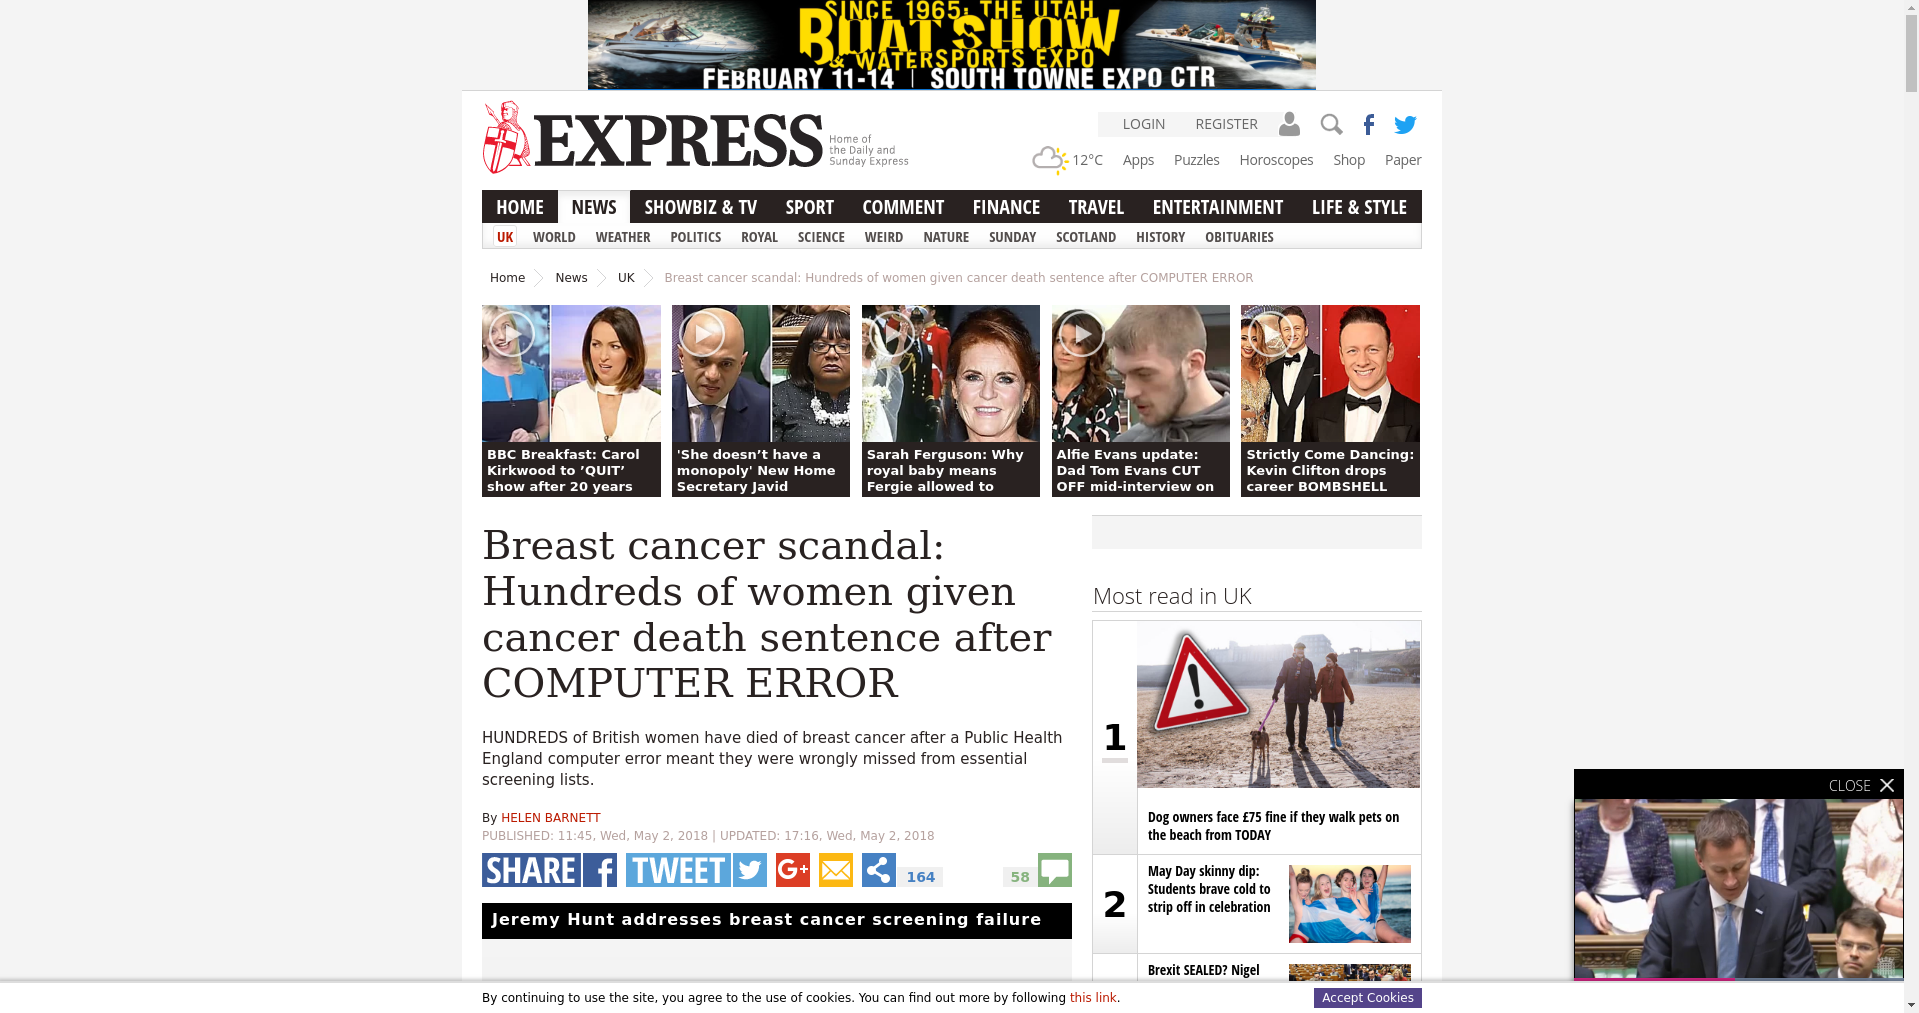 SINCE 1965: THE UTAH
BOAT SHOW
& WATERSPORTS EXPO
FEBRUARY 11-14 | SOUTH TOWNE EXPO CTR
EXPRESS
Home of
the Daily and
Sunday Express
LOGIN REGISTER
12°C Apps Puzzles Horoscopes Shop Paper
HOME NEWS SHOWBIZ & TV SPORT COMMENT FINANCE TRAVEL ENTERTAINMENT LIFE & STYLE
UK WORLD WEATHER POLITICS ROYAL SCIENCE WEIRD NATURE SUNDAY SCOTLAND HISTORY OBITUARIES
Home News UK Breast cancer scandal: Hundreds of women given cancer death sentence after COMPUTER ERROR
BBC Breakfast: Carol
Kirkwood to ’QUIT’
show after 20 years
'She doesn’t have a
monopoly' New Home
Secretary Javid
Sarah Ferguson: Why
royal baby means
Fergie allowed to
Alfie Evans update:
Dad Tom Evans CUT
OFF mid-interview on
Strictly Come Dancing:
Kevin Clifton drops
career BOMBSHELL
Breast cancer scandal:
Hundreds of women given
cancer death sentence after
COMPUTER ERROR
HUNDREDS of British women have died of breast cancer after a Public Health
England computer error meant they were wrongly missed from essential
screening lists.
By HELEN BARNETT
PUBLISHED: 11:45, Wed, May 2, 2018 | UPDATED: 17:16, Wed, May 2, 2018
SHARE f TWEET G+ 164 58
Jeremy Hunt addresses breast cancer screening failure
Most read in UK
1
Dog owners face £75 fine if they walk pets on
the beach from TODAY
2
May Day skinny dip:
Students brave cold to
strip off in celebration
Brexit SEALED? Nigel
CLOSE
By continuing to use the site, you agree to the use of cookies. You can find out more by following this link.
Accept Cookies